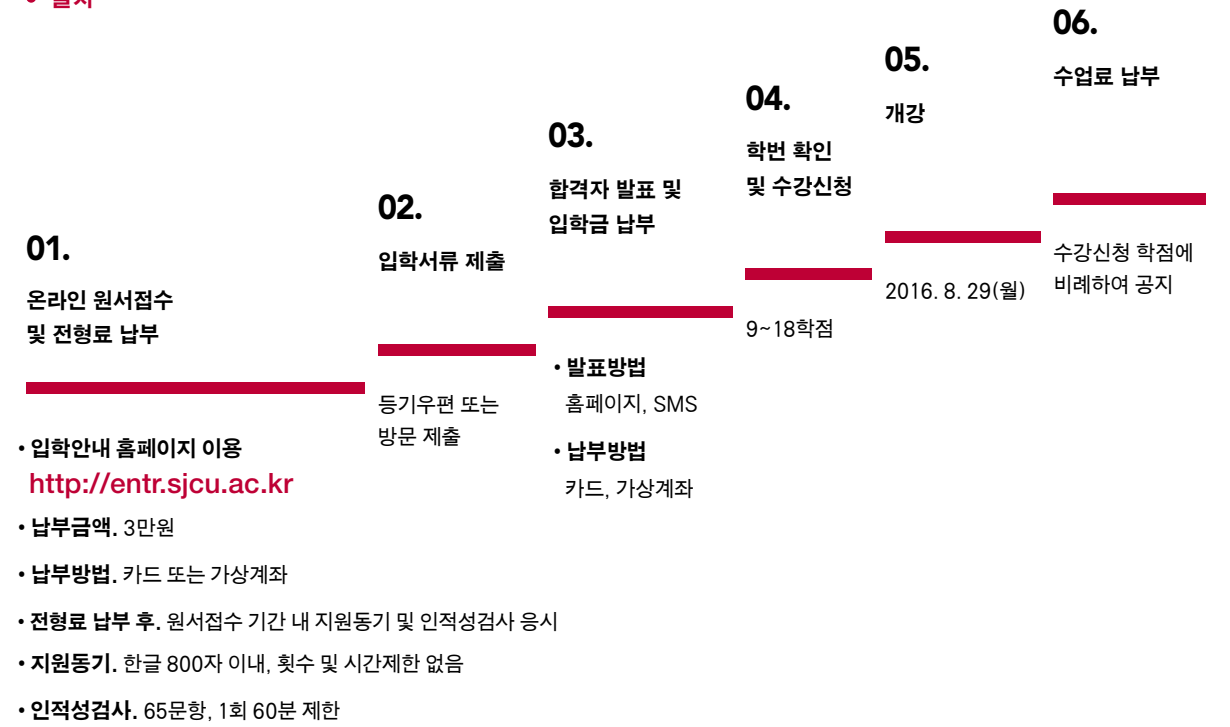 01.
온라인 원서접수
및 전형료 납부
• 입학안내 홈페이지 이용
http://entr.sjcu.ac.kr
• 납부금액. 3만원
• 납부방법. 카드 또는 가상계좌
• 전형료 납부 후. 원서접수 기간 내 지원동기 및 인적성검사 응시
• 지원동기. 한글 800자 이내, 횟수 및 시간제한 없음
• 인적성검사. 65문항, 1회 60분 제한
02.
입학서류 제출
등기우편 또는
방문 제출
03.
합격자 발표 및
입학금 납부
• 발표방법
홈페이지, SMS
• 납부방법
카드, 가상계좌
04.
학번 확인
및 수강신청
9~18학점
05.
개강
2016. 8. 29(월)
06.
수업료 납부
수강신청 학점에
비례하여 공지